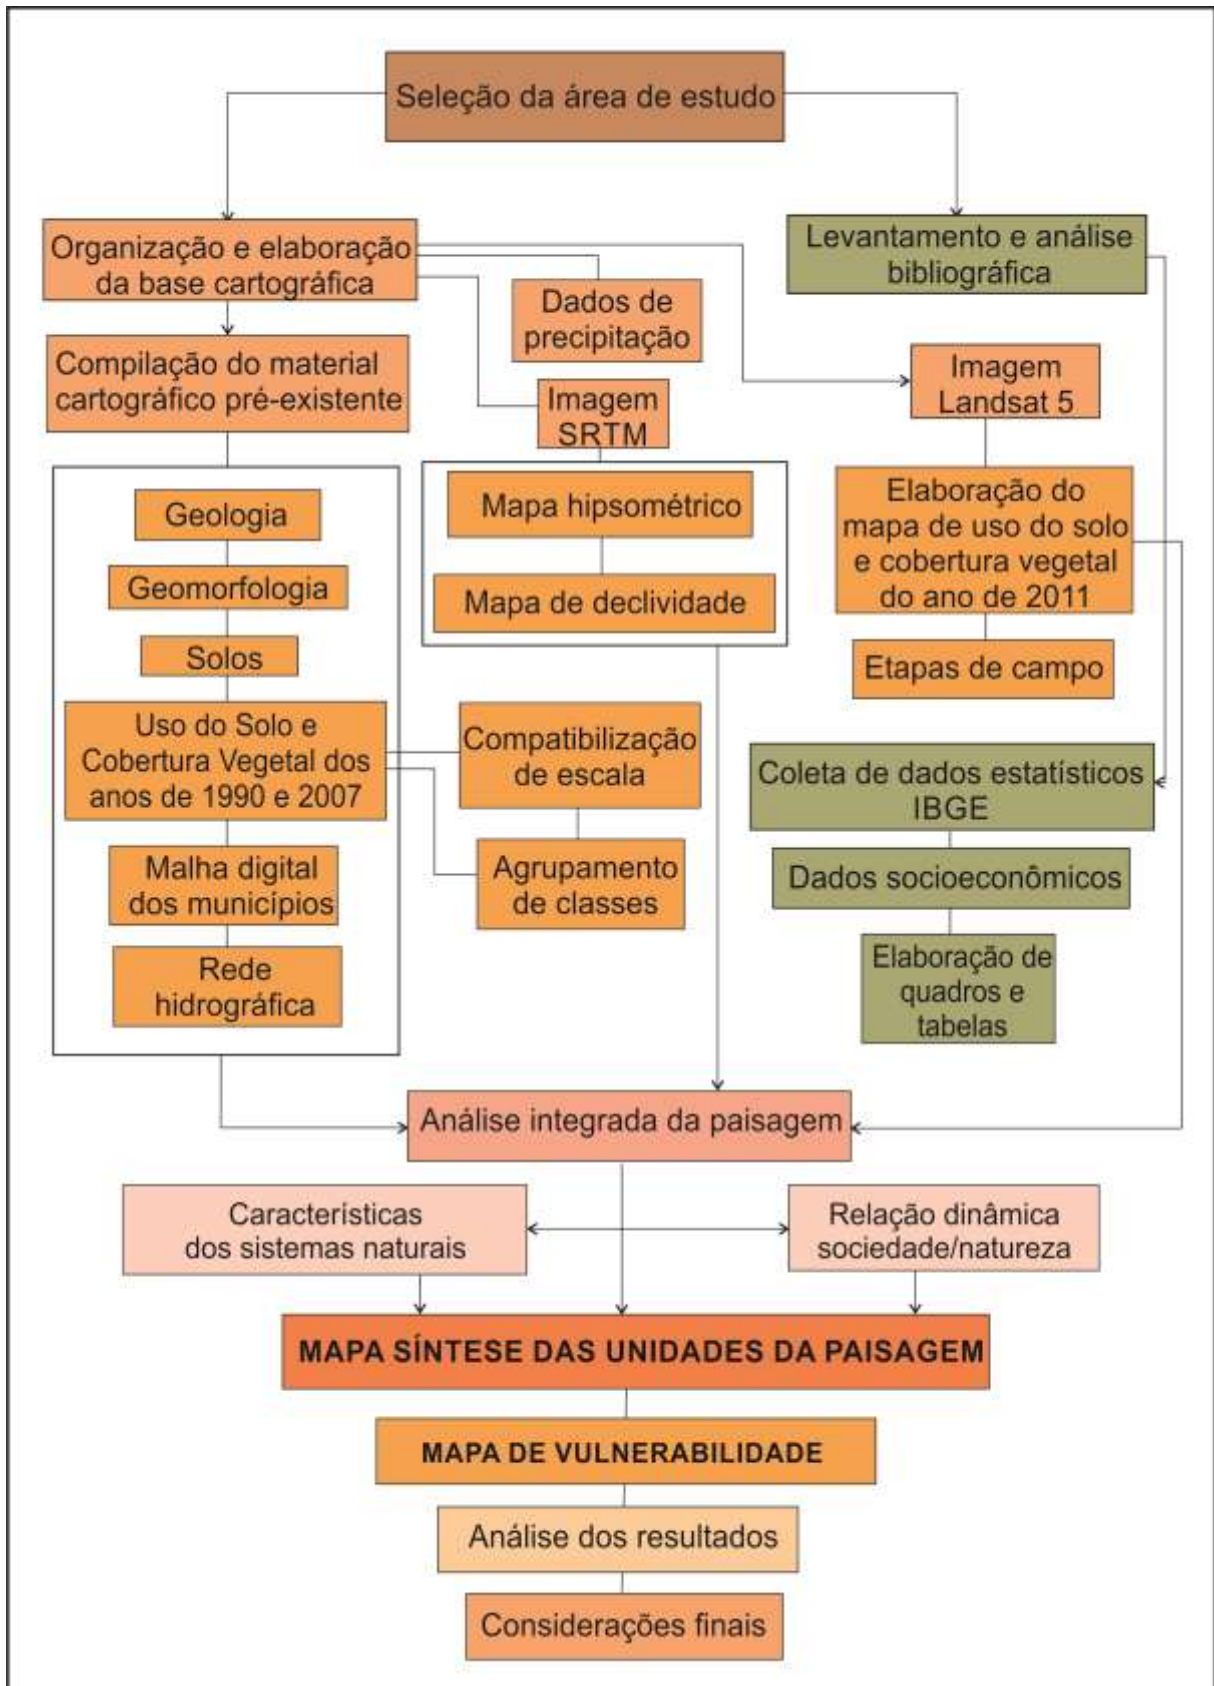 Seleção da área de estudo
Organização e elaboração
da base cartográfica
Levantamento e análise
bibliográfica
Dados de
precipitação
Compilação do material
cartográfico pré-existente
Imagem
Landsat 5
Imagem
SRTM
Geologia
Geomorfologia
Solos
Uso do Solo e
Cobertura Vegetal dos
anos de 1990 e 2007
Malha digital
dos municípios
Rede
hidrográfica
Mapa hipsométrico
Mapa de declividade
Compatibilização
de escala
Agrupamento
de classes
Elaboração do
mapa de uso do solo
e cobertura vegetal
do ano de 2011
Etapas de campo
Coleta de dados estatísticos
IBGE
Dados socioeconômicos
Elaboração de
quadros e
tabelas
Análise integrada da paisagem
Características
dos sistemas naturais
Relação dinâmica
sociedade/natureza
MAPA SÍNTESE DAS UNIDADES DA PAISAGEM
MAPA DE VULNERABILIDADE
Análise dos resultados
Considerações finais